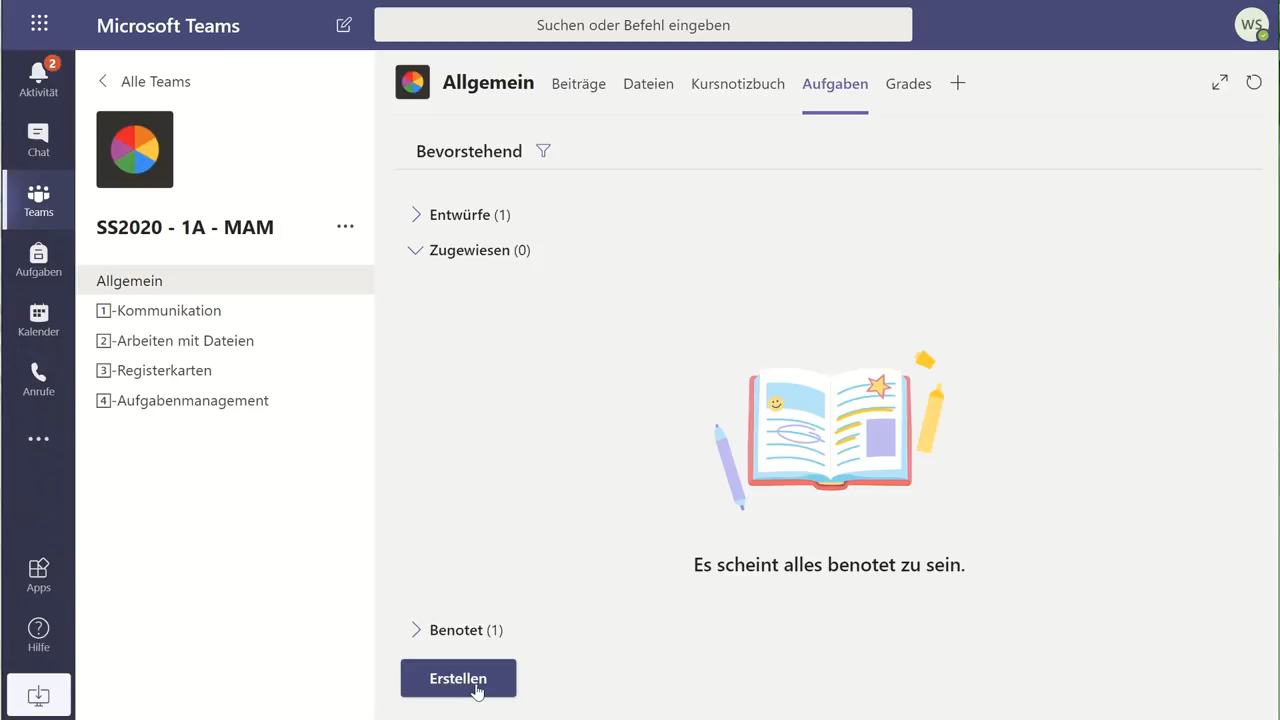 Microsoft Teams
Suchen oder Befehl eingeben
WS
2
Aktivität
Chat
Teams
Aufgaben
Kalender
Anrufe
Apps
Hilfe
Alle Teams
SS2020 - 1A - MAM
Allgemein
1-Kommunikation
2-Arbeiten mit Dateien
3-Registerkarten
4-Aufgabenmanagement
Allgemein Beiträge Dateien Kursnotizbuch Aufgaben Grades
Bevorstehend
Entwürfe (1)
Zugewiesen (0)
Es scheint alles benotet zu sein.
Benotet (1)
Erstellen